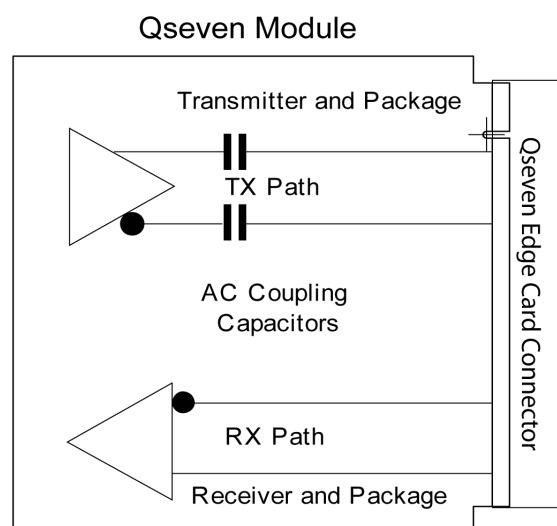 Qseven Module
Transmitter and Package
TX Path
AC Coupling
Capacitors
RX Path
Receiver and Package
Qseven Edge Card Connector